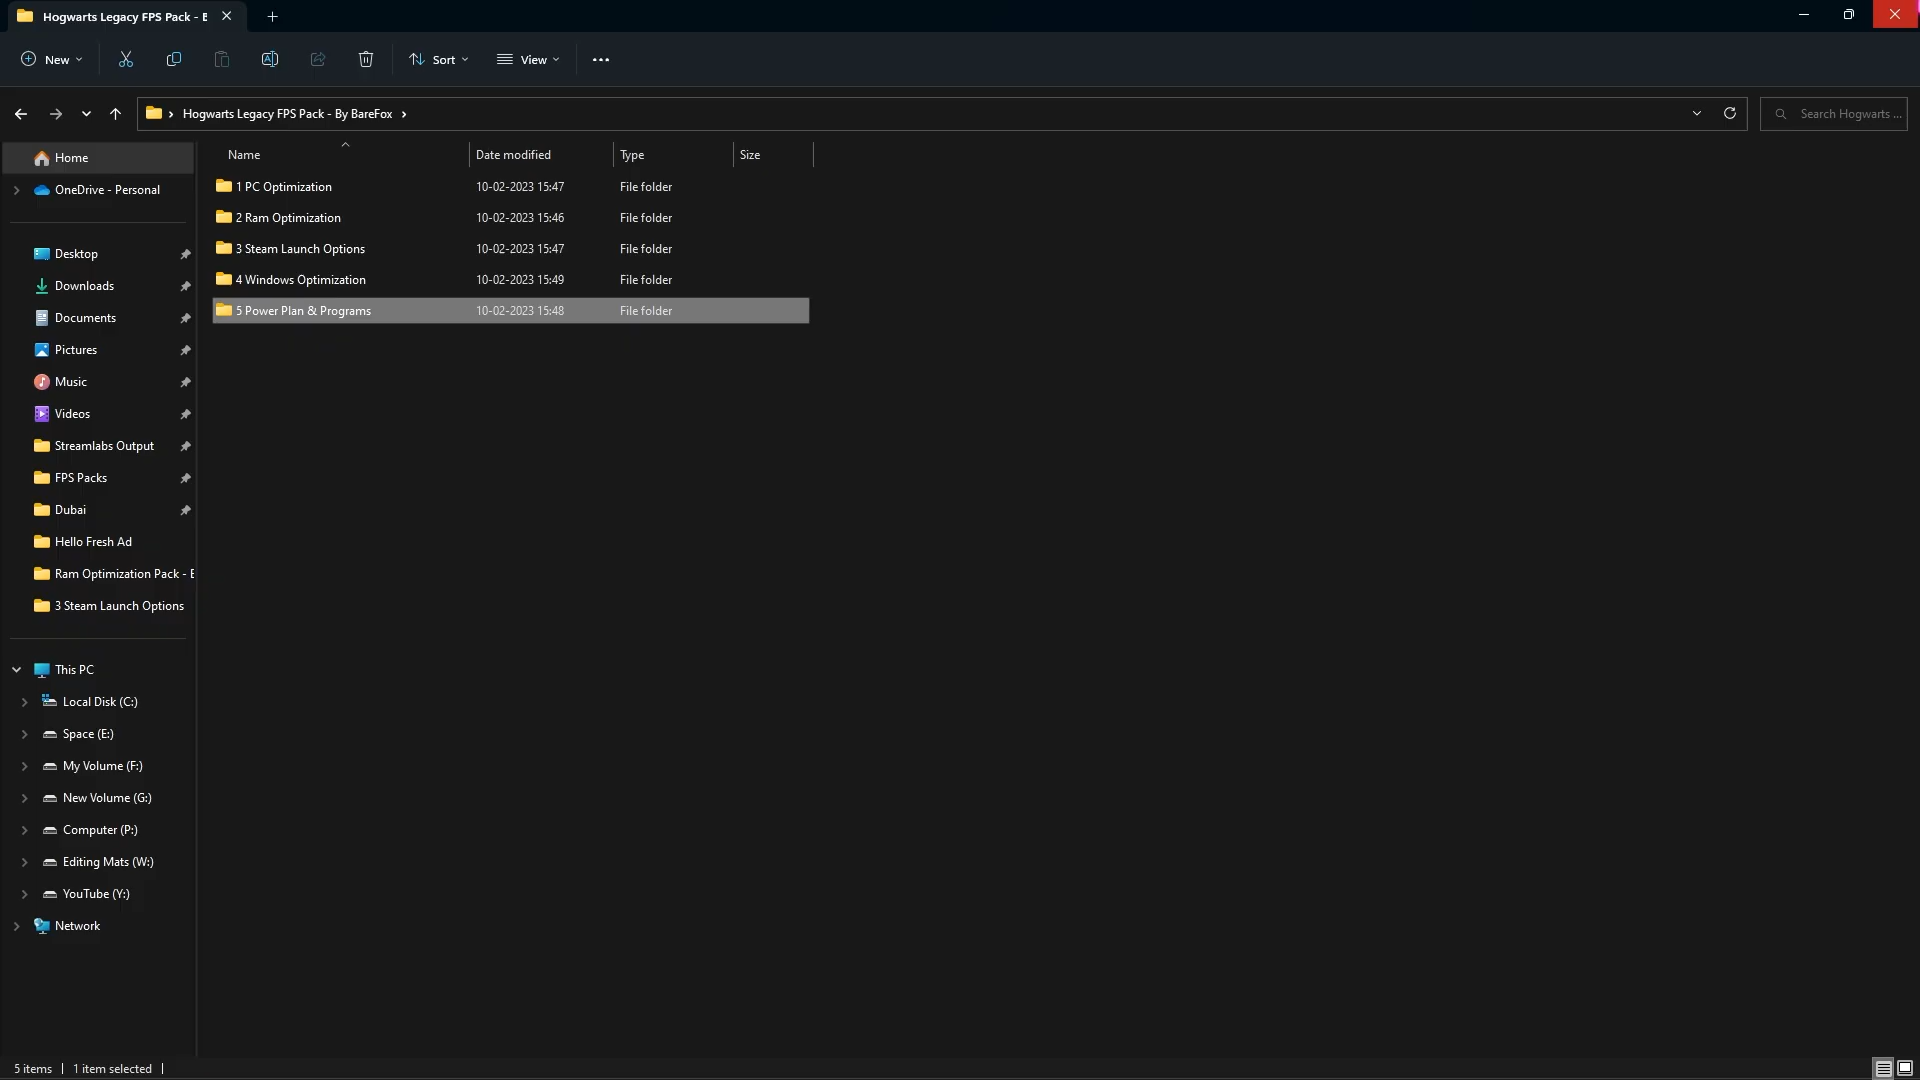 Hogwarts Legacy FPS Pack - B
New
Sort
View
Hogwarts Legacy FPS Pack - By BareFox
Search Hogwarts ...
Name Date modified Type Size
1 PC Optimization 10-02-2023 15:47 File folder
2 Ram Optimization 10-02-2023 15:46 File folder
3 Steam Launch Options 10-02-2023 15:47 File folder
4 Windows Optimization 10-02-2023 15:49 File folder
5 Power Plan & Programs 10-02-2023 15:48 File folder
Home
OneDrive - Personal
Desktop
Downloads
Documents
Pictures
Music
Videos
Streamlabs Output
FPS Packs
Dubai
Hello Fresh Ad
Ram Optimization Pack - B
3 Steam Launch Options
This PC
Local Disk (C:)
Space (E:)
My Volume (F:)
New Volume (G:)
Computer (P:)
Editing Mats (W:)
YouTube (Y:)
Network
5 items | 1 item selected |